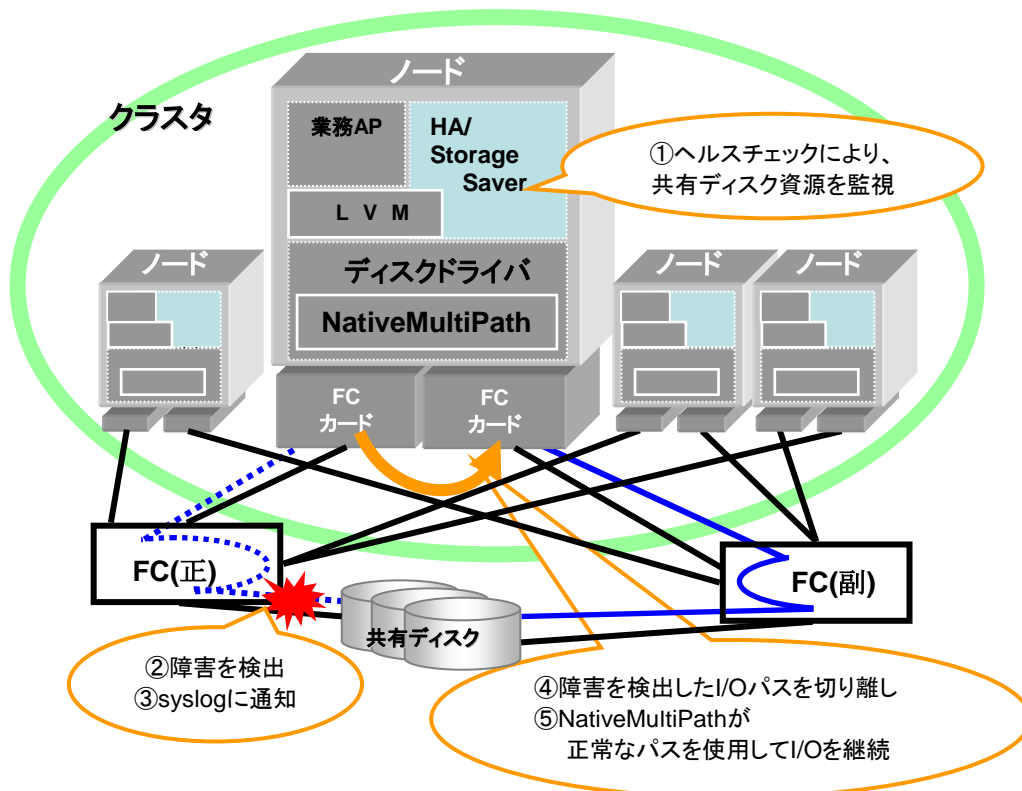 ノード
クラスタ
業務AP
HA/
Storage
Saver
①ヘルスチェックにより、
共有ディスク資源を監視
L V M
ノード
ディスクドライバ
ノード
ノード
NativeMultiPath
FC
カード
FC
カード
FC(正)
FC(副)
共有ディスク
②障害を検出
③syslogに通知
④障害を検出したI/Oパスを切り離し
⑤NativeMultiPathが
正常なパスを使用してI/Oを継続